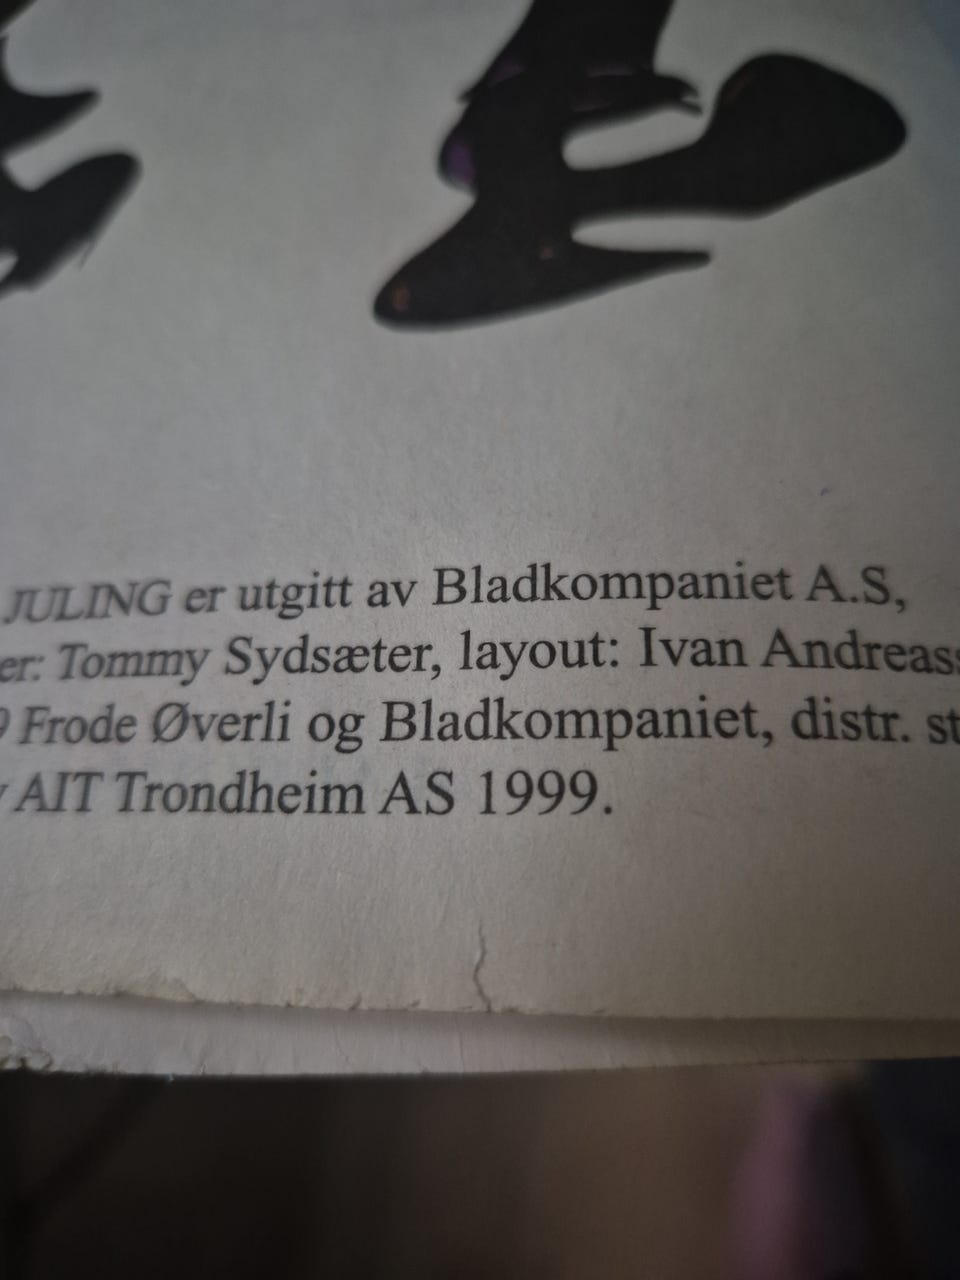 JULING er utgitt av Bladkompaniet A.S,
er: Tommy Sydsæter, layout: Ivan Andreas
Frode Øverli og Bladkompaniet, distr. st
AIT Trondheim AS 1999.